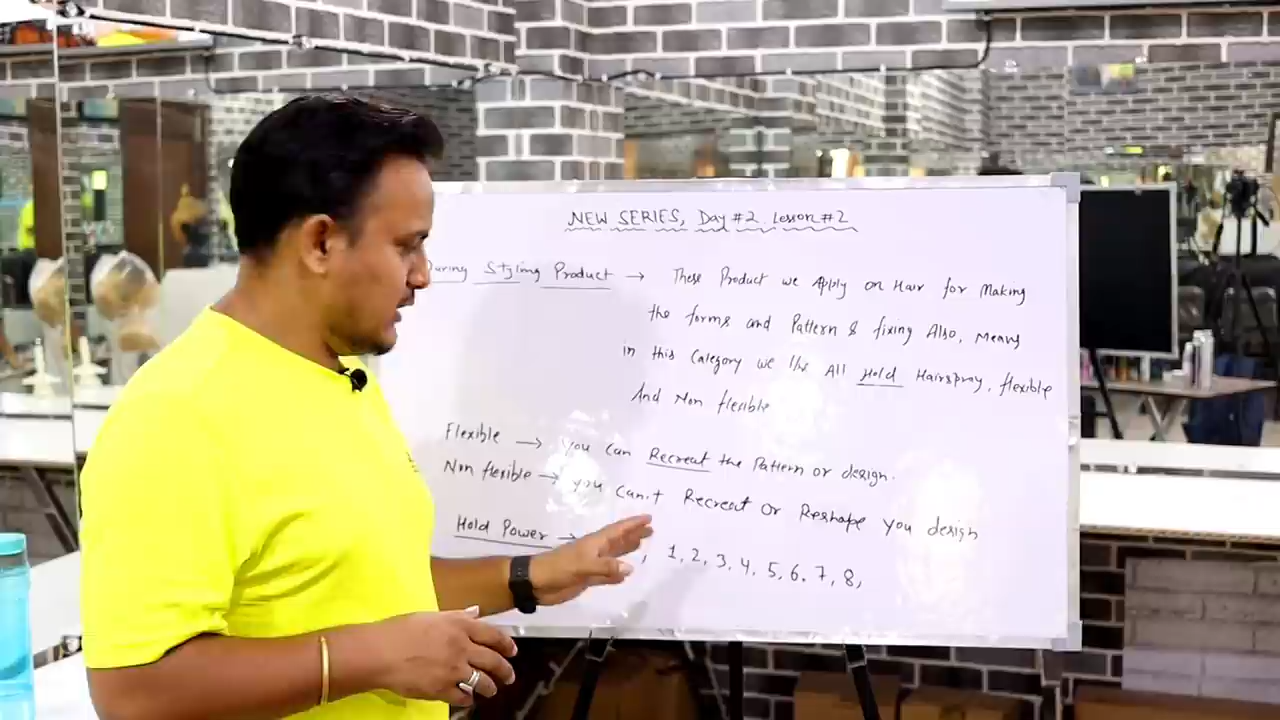 NEW SERIES, Day #2 Lesson #2
During Styling Product → These Product we Apply on Hair for Making
the forms and Pattern & fixing Also, Means
in this Category we Use All Hold Hairspray, flexible
And Non flexible
Flexible → you can Recreat the Pattern or design.
Non flexible → you can't Recreat or Reshape you design
Hold Power → , 1, 2, 3, 4, 5, 6, 7, 8,